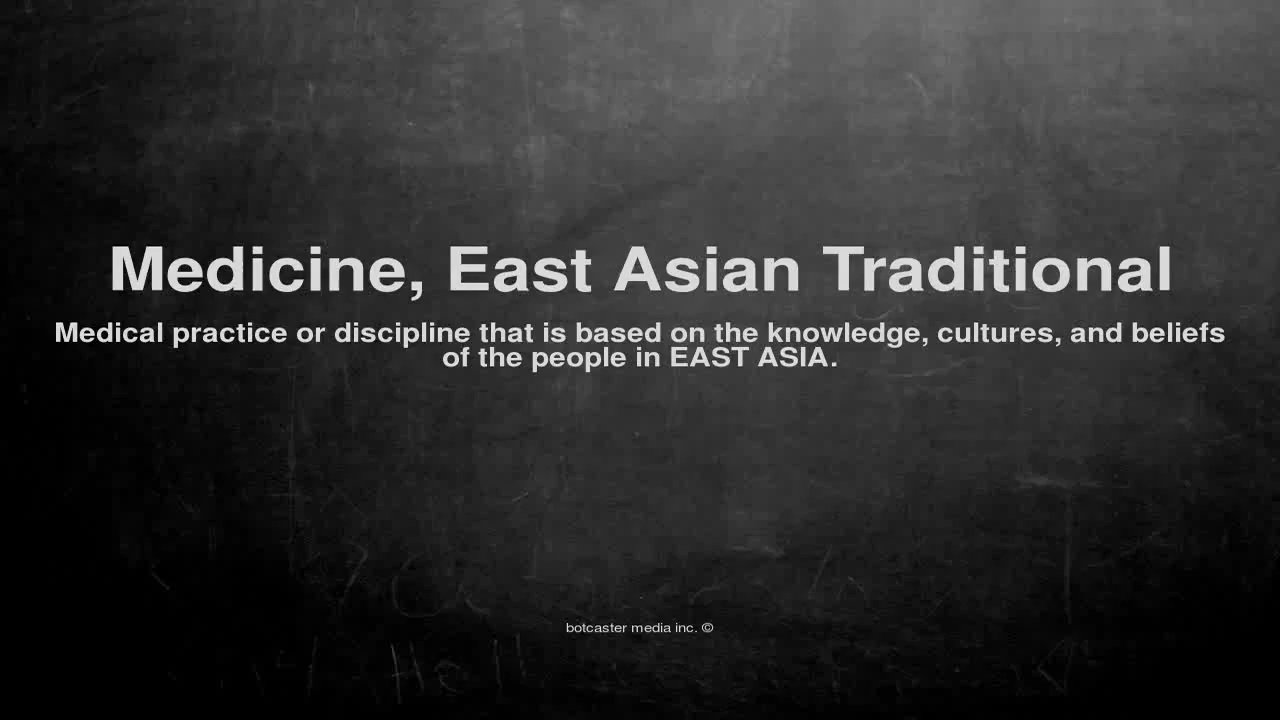 Medicine, East Asian Traditional
Medical practice or discipline that is based on the knowledge, cultures, and beliefs
of the people in EAST ASIA.
botcaster media inc. ©